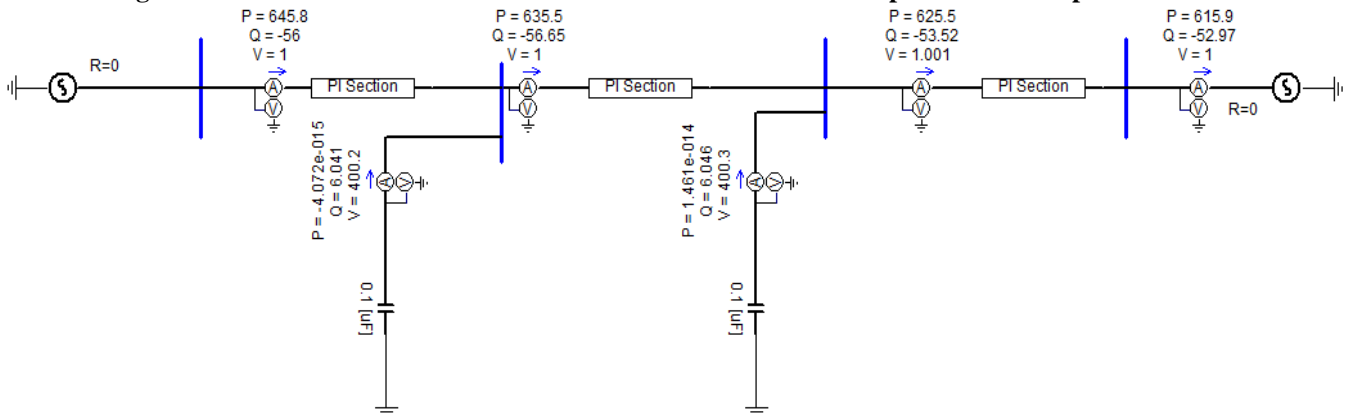 P = 645.8
Q = -56
V = 1
P = 635.5
Q = -56.65
V = 1
P = 625.5
Q = -53.52
V = 1.001
P = 615.9
Q = -52.97
V = 1
R=0
A
V
PI Section
A
V
PI Section
A
V
PI Section
A
V
R=0
P = -4.072e-015
Q = 6.041
V = 400.2
A
V
P = 1.461e-014
Q = 6.046
V = 400.3
A
V
0.1 [uF]
0.1 [uF]